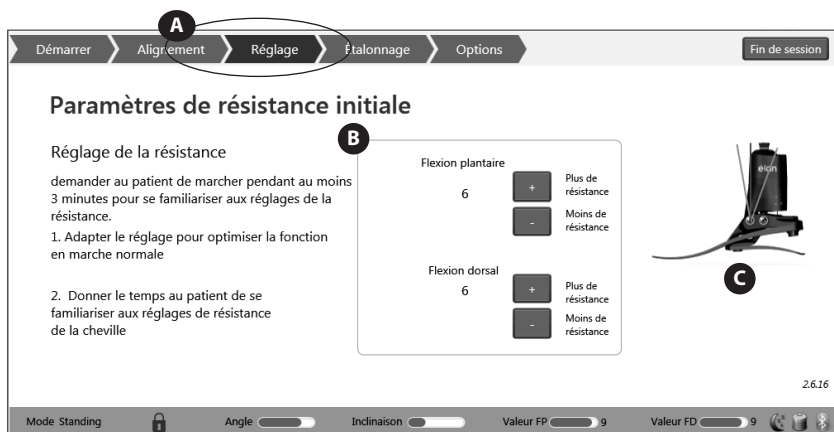 A
Démarrer
Alignement
Réglage
Étalonnage
Options
Fin de session
Paramètres de résistance initiale
Réglage de la résistance
demander au patient de marcher pendant au moins
3 minutes pour se familiariser aux réglages de la
résistance.
1. Adapter le réglage pour optimiser la fonction
en marche normale
2. Donner le temps au patient de se
familiariser aux réglages de résistance
de la cheville
B
Flexion plantaire
6
+
Plus de
résistance
-
Moins de
résistance
Flexion dorsal
6
+
Plus de
résistance
-
Moins de
résistance
élan
C
2.6.16
Mode Standing
Angle
Inclinaison
Valeur FP 9
Valeur FD 9